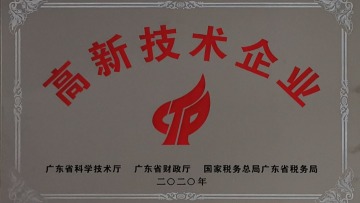 高新技术企业
广东省科学技术厅 广东省财政厅 国家税务总局广东省税务局
二〇二〇年